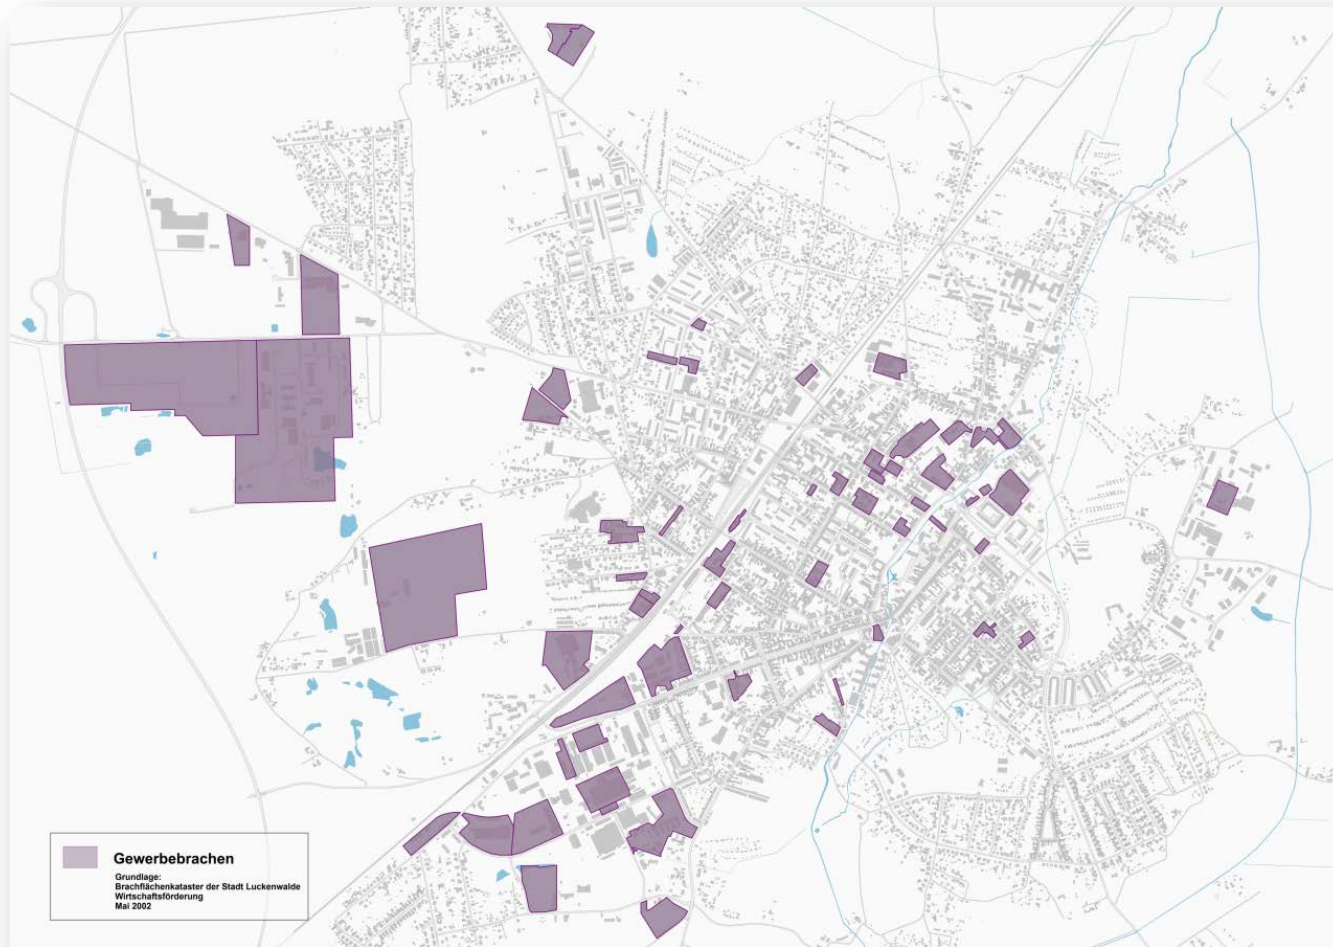 Gewerbebrachen
Grundlage:
Brachflächenkataster der Stadt Luckenwalde
Wirtschaftsförderung
Mai 2002